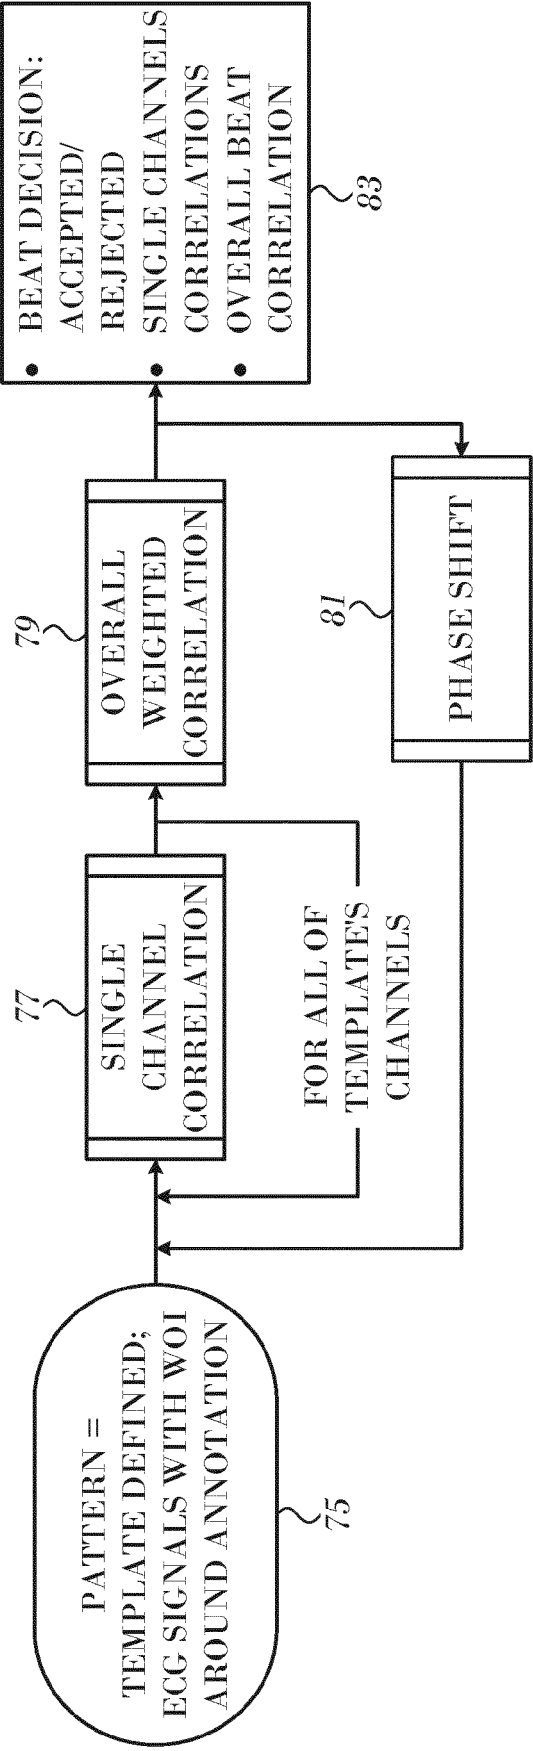 PATTERN =
TEMPLATE DEFINED;
ECG SIGNALS WITH WOI
AROUND ANNOTATION
75
77
SINGLE
CHANNEL
CORRELATION
FOR ALL OF
TEMPLATE'S
CHANNELS
79
OVERALL
WEIGHTED
CORRELATION
81
PHASE SHIFT
• BEAT DECISION:
ACCEPTED/
REJECTED
• SINGLE CHANNELS
CORRELATIONS
• OVERALL BEAT
CORRELATION
83